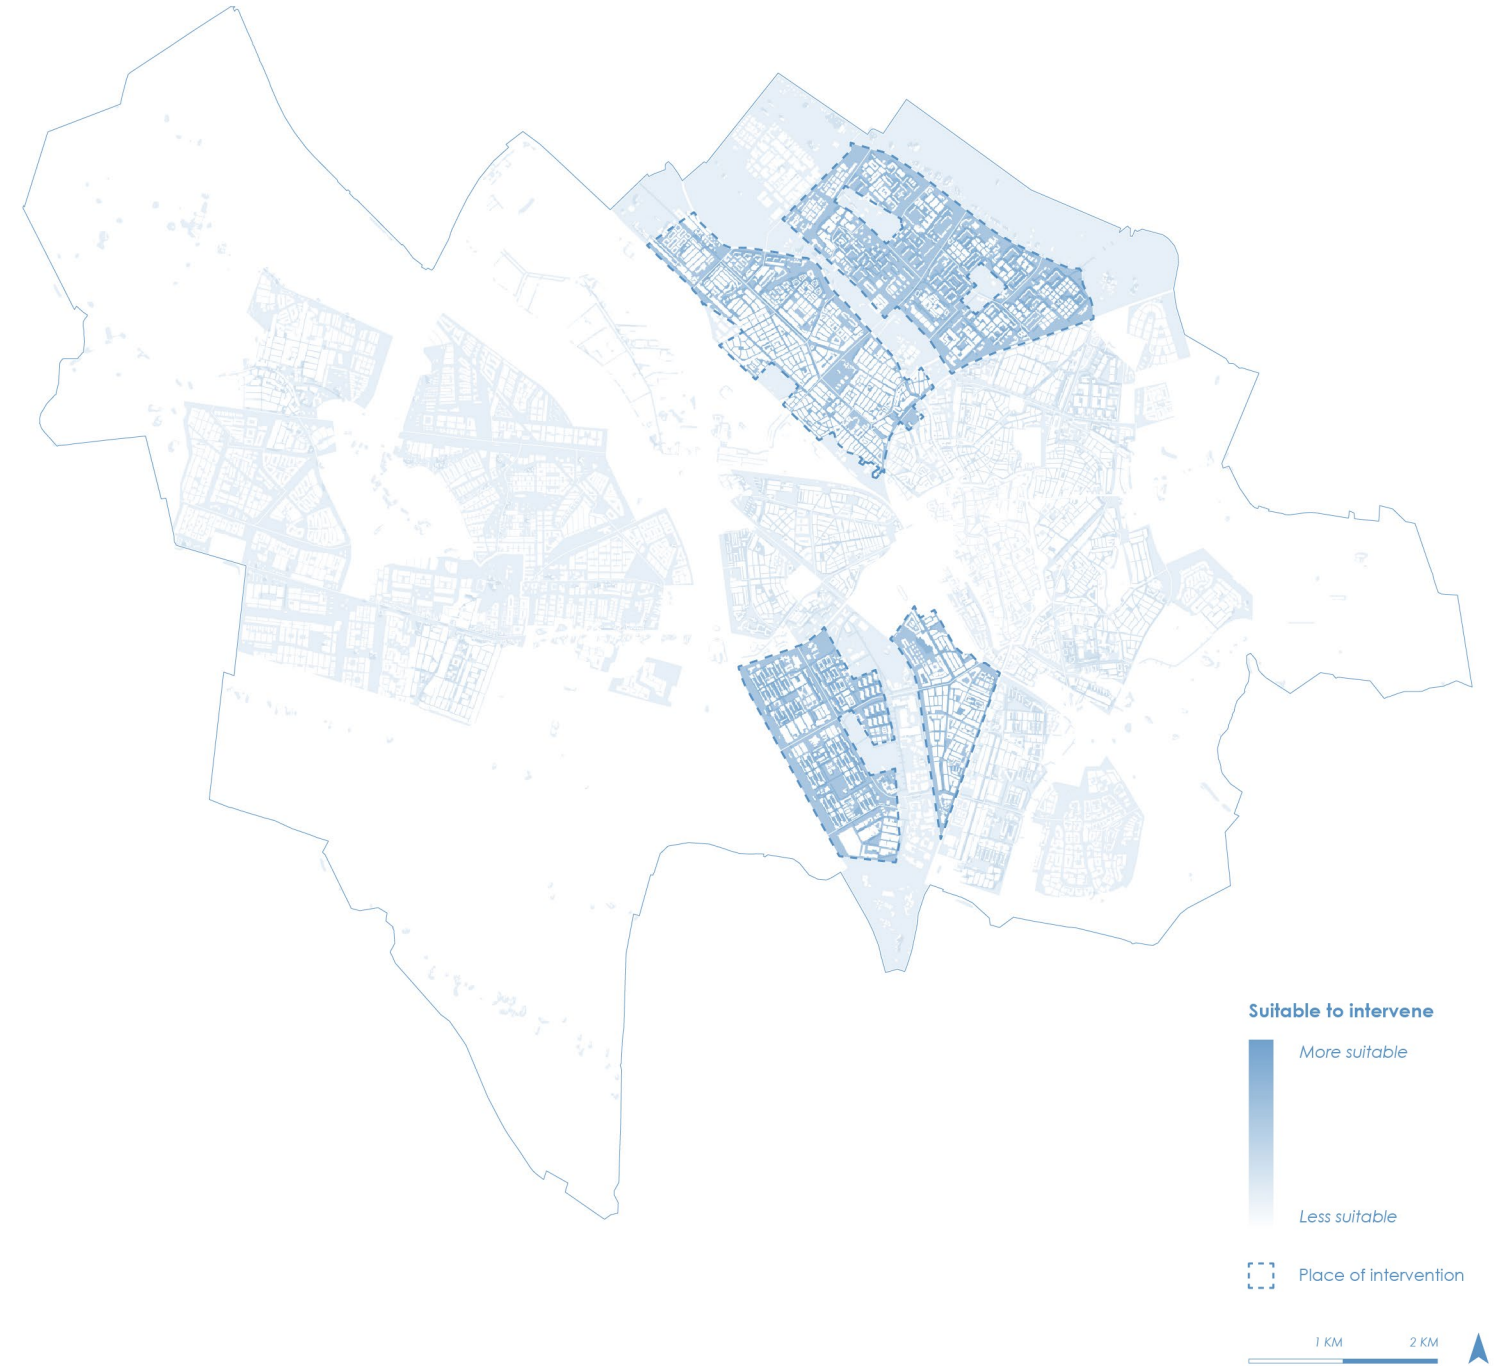 Suitable to intervene
More suitable
Less suitable
Place of intervention
1 KM 2 KM